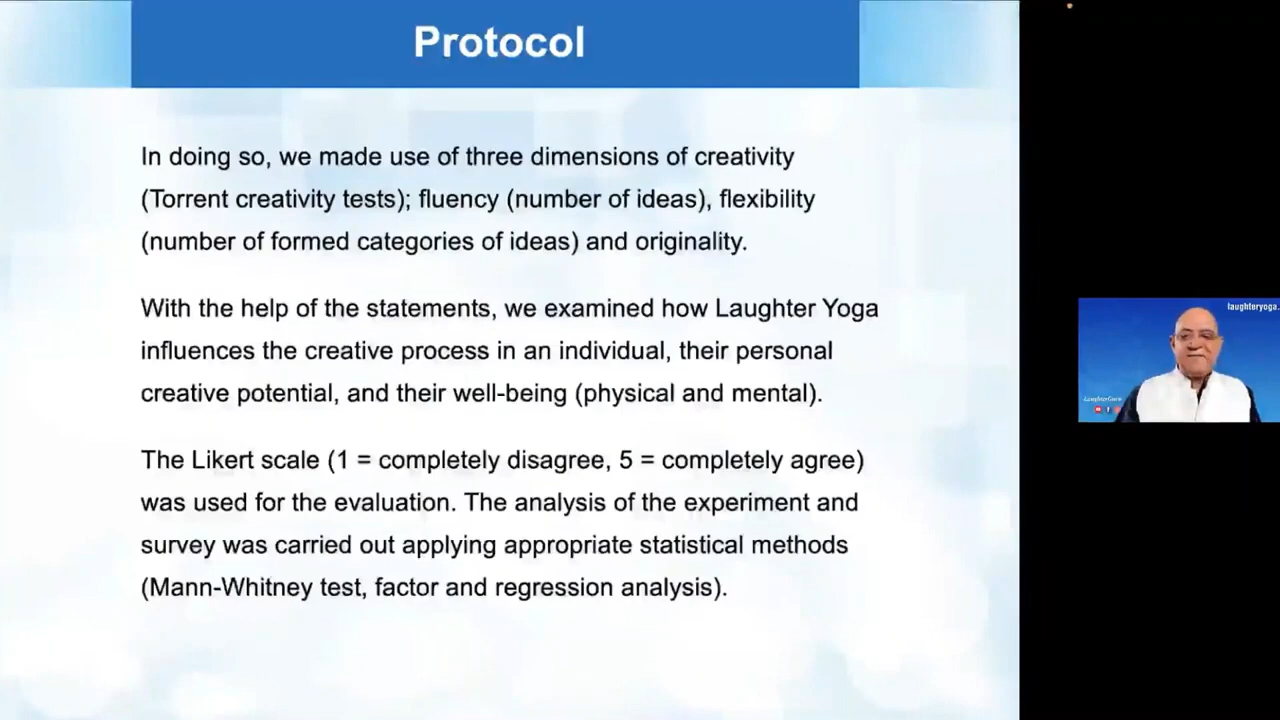 Protocol
In doing so, we made use of three dimensions of creativity
(Torrent creativity tests); fluency (number of ideas), flexibility
(number of formed categories of ideas) and originality.
With the help of the statements, we examined how Laughter Yoga
influences the creative process in an individual, their personal
creative potential, and their well-being (physical and mental).
The Likert scale (1 = completely disagree, 5 = completely agree)
was used for the evaluation. The analysis of the experiment and
survey was carried out applying appropriate statistical methods
(Mann-Whitney test, factor and regression analysis).
laughteryoga.
LaughterGuru